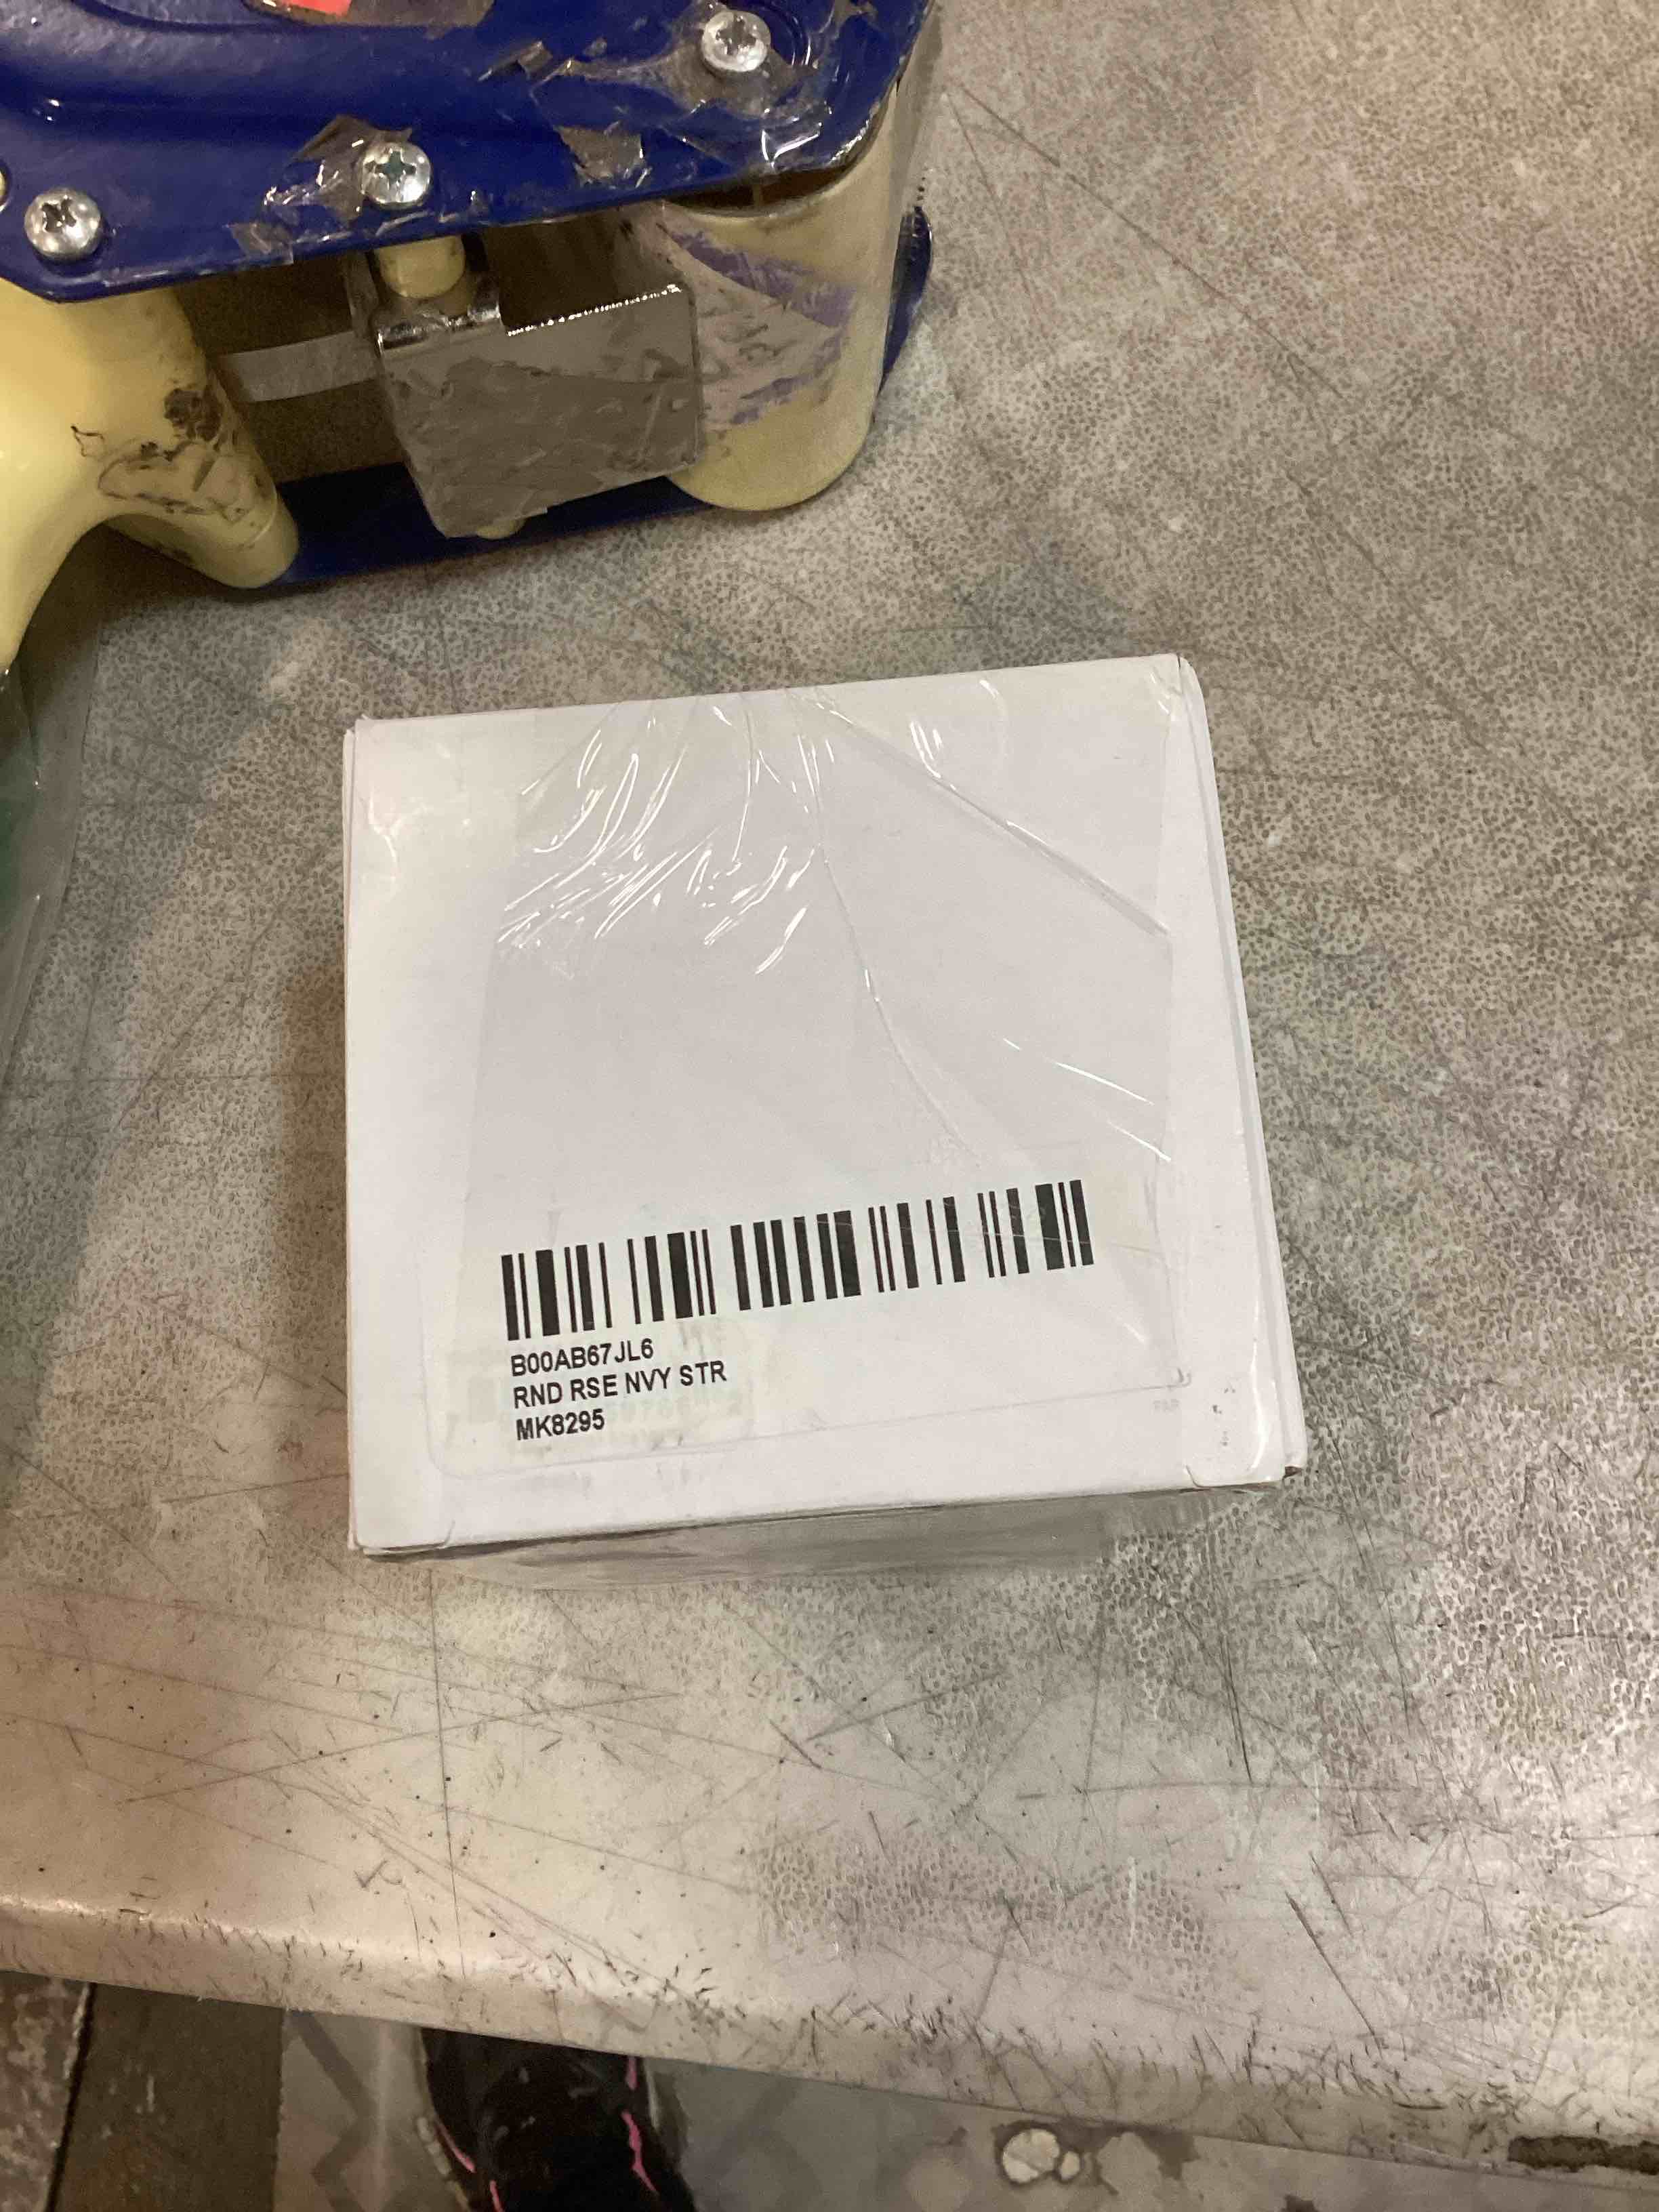 B00AB67JL6
RND RSE NVY STR
MK8295